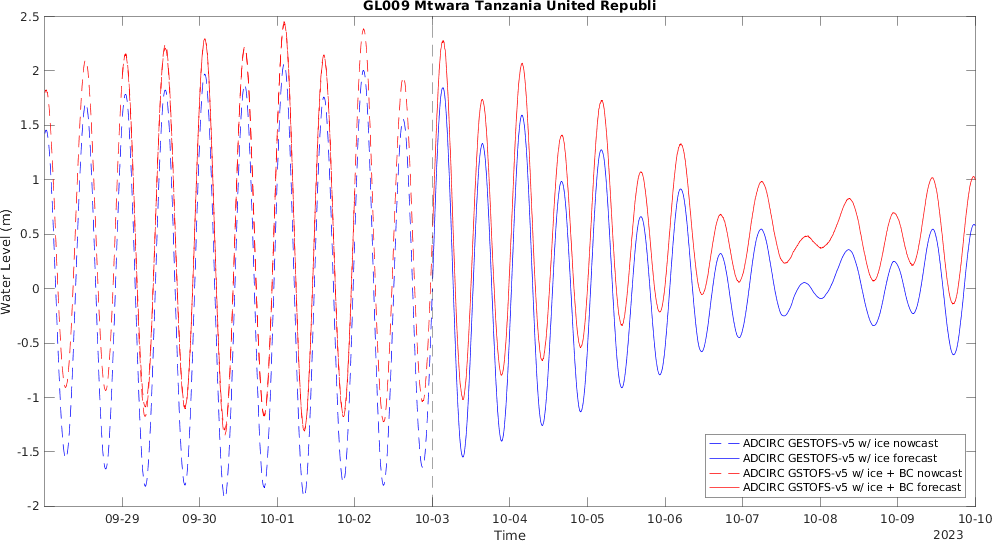 GL009 Mtwara Tanzania United Republi
2.5
2
1.5
1
0.5
0
-0.5
-1
-1.5
-2
Water Level (m)
ADCIRC GESTOFS-v5 w/ ice nowcast
ADCIRC GESTOFS-v5 w/ ice forecast
ADCIRC GSTOFS-v5 w/ ice + BC nowcast
ADCIRC GSTOFS-v5 w/ ice + BC forecast
09-29 09-30 10-01 10-02 10-03 10-04 10-05 10-06 10-07 10-08 10-09 10-10
Time
2023